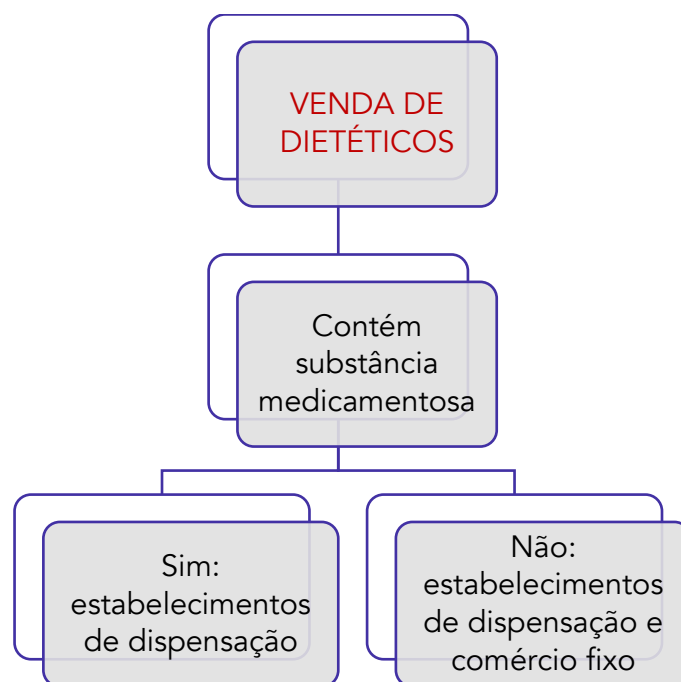 VENDA DE
DIETÉTICOS
Contém
substância
medicamentosa
Sim:
estabelecimentos
de dispensação
Não:
estabelecimentos
de dispensação e
comércio fixo